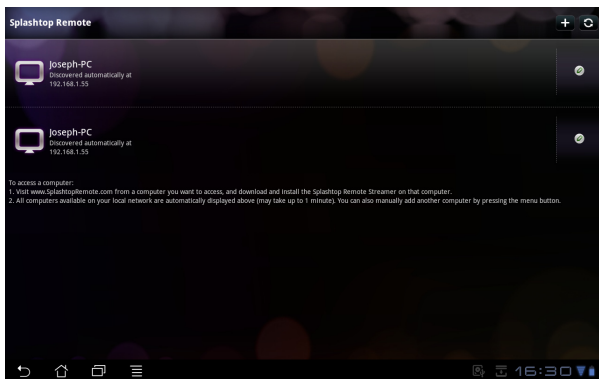 Splashtop Remote
Joseph-PC
Discovered automatically at
192.168.1.55
Joseph-PC
Discovered automatically at
192.168.1.55
To access a computer:
1. Visit www.SplashtopRemote.com from a computer you want to access, and download and install the Splashtop Remote Streamer on that computer.
2. All computers available on your local network are automatically displayed above (may take up to 1 minute). You can also manually add another computer by pressing the menu button.
16:30